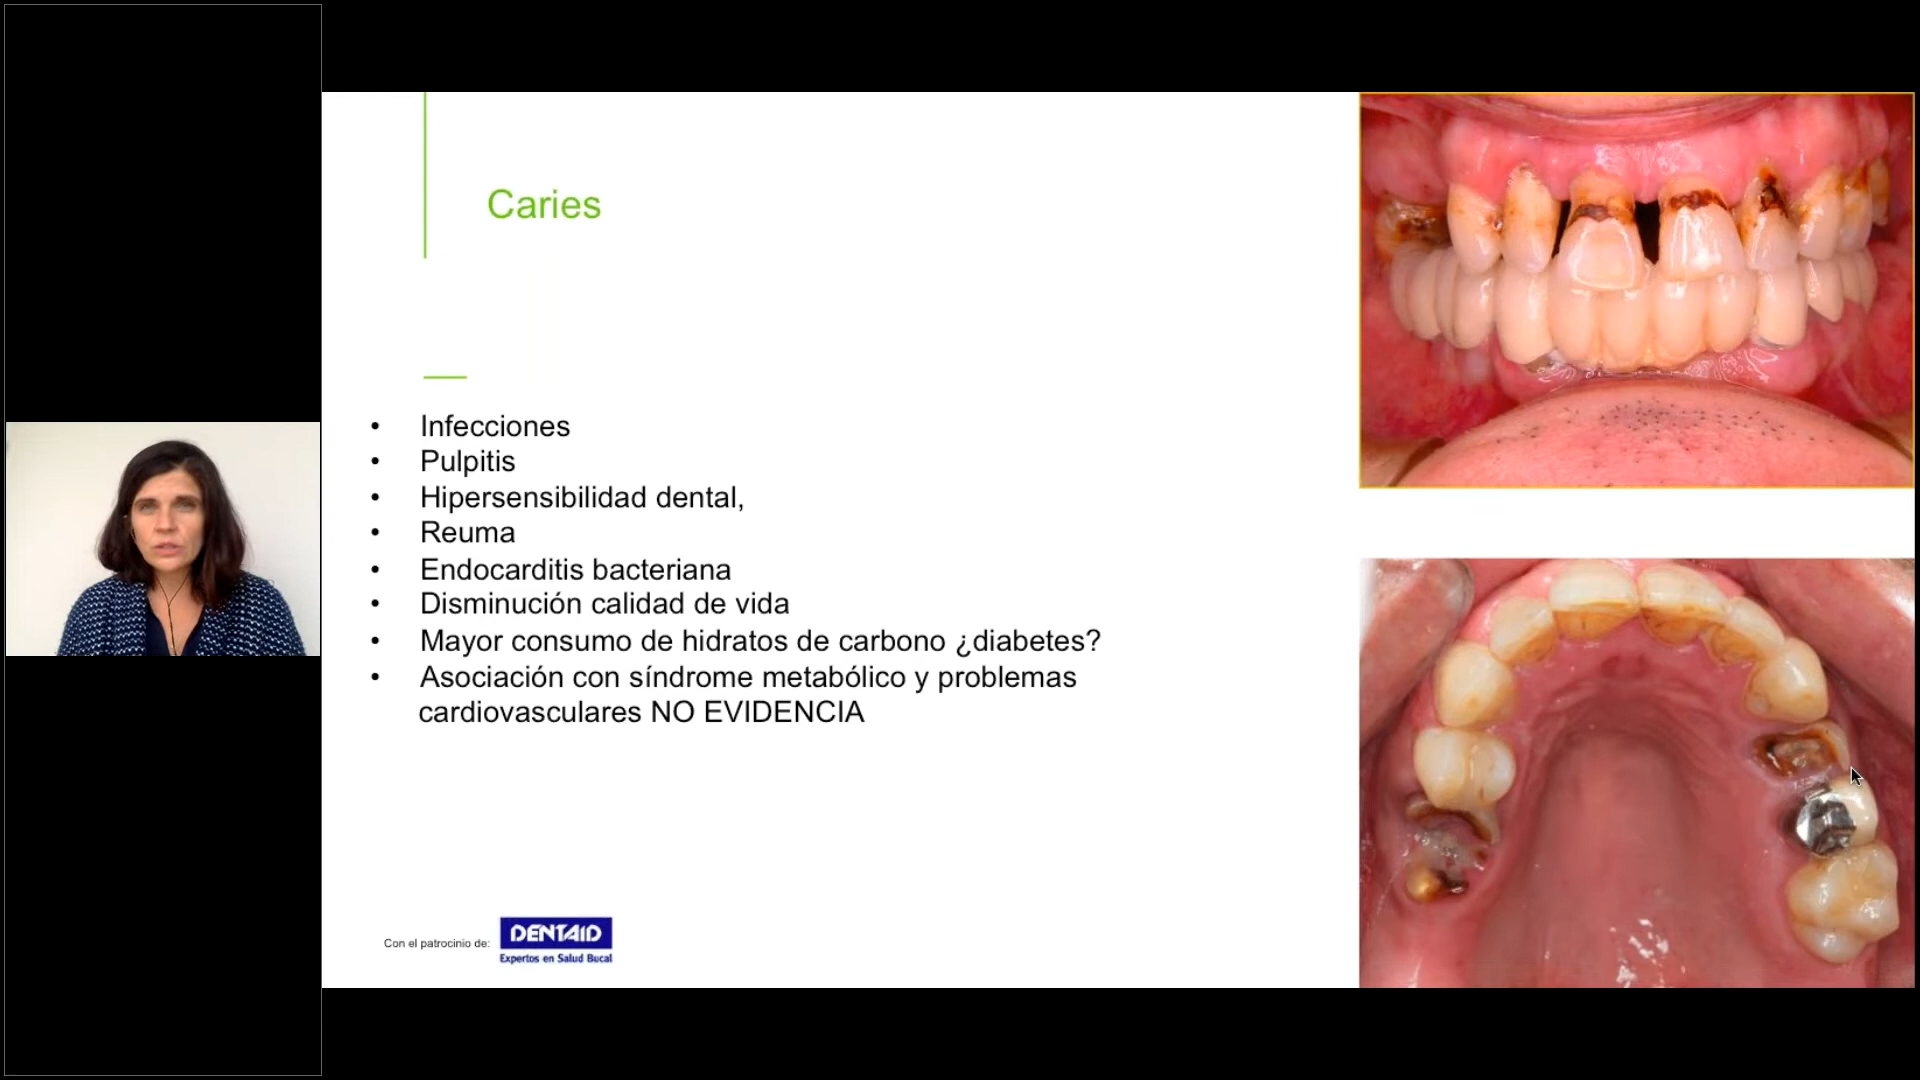 Caries
• Infecciones
• Pulpitis
• Hipersensibilidad dental,
• Reuma
• Endocarditis bacteriana
• Disminución calidad de vida
• Mayor consumo de hidratos de carbono ¿diabetes?
• Asociación con síndrome metabólico y problemas
cardiovasculares NO EVIDENCIA
Con el patrocinio de:
DENTAID
Expertos en Salud Bucal